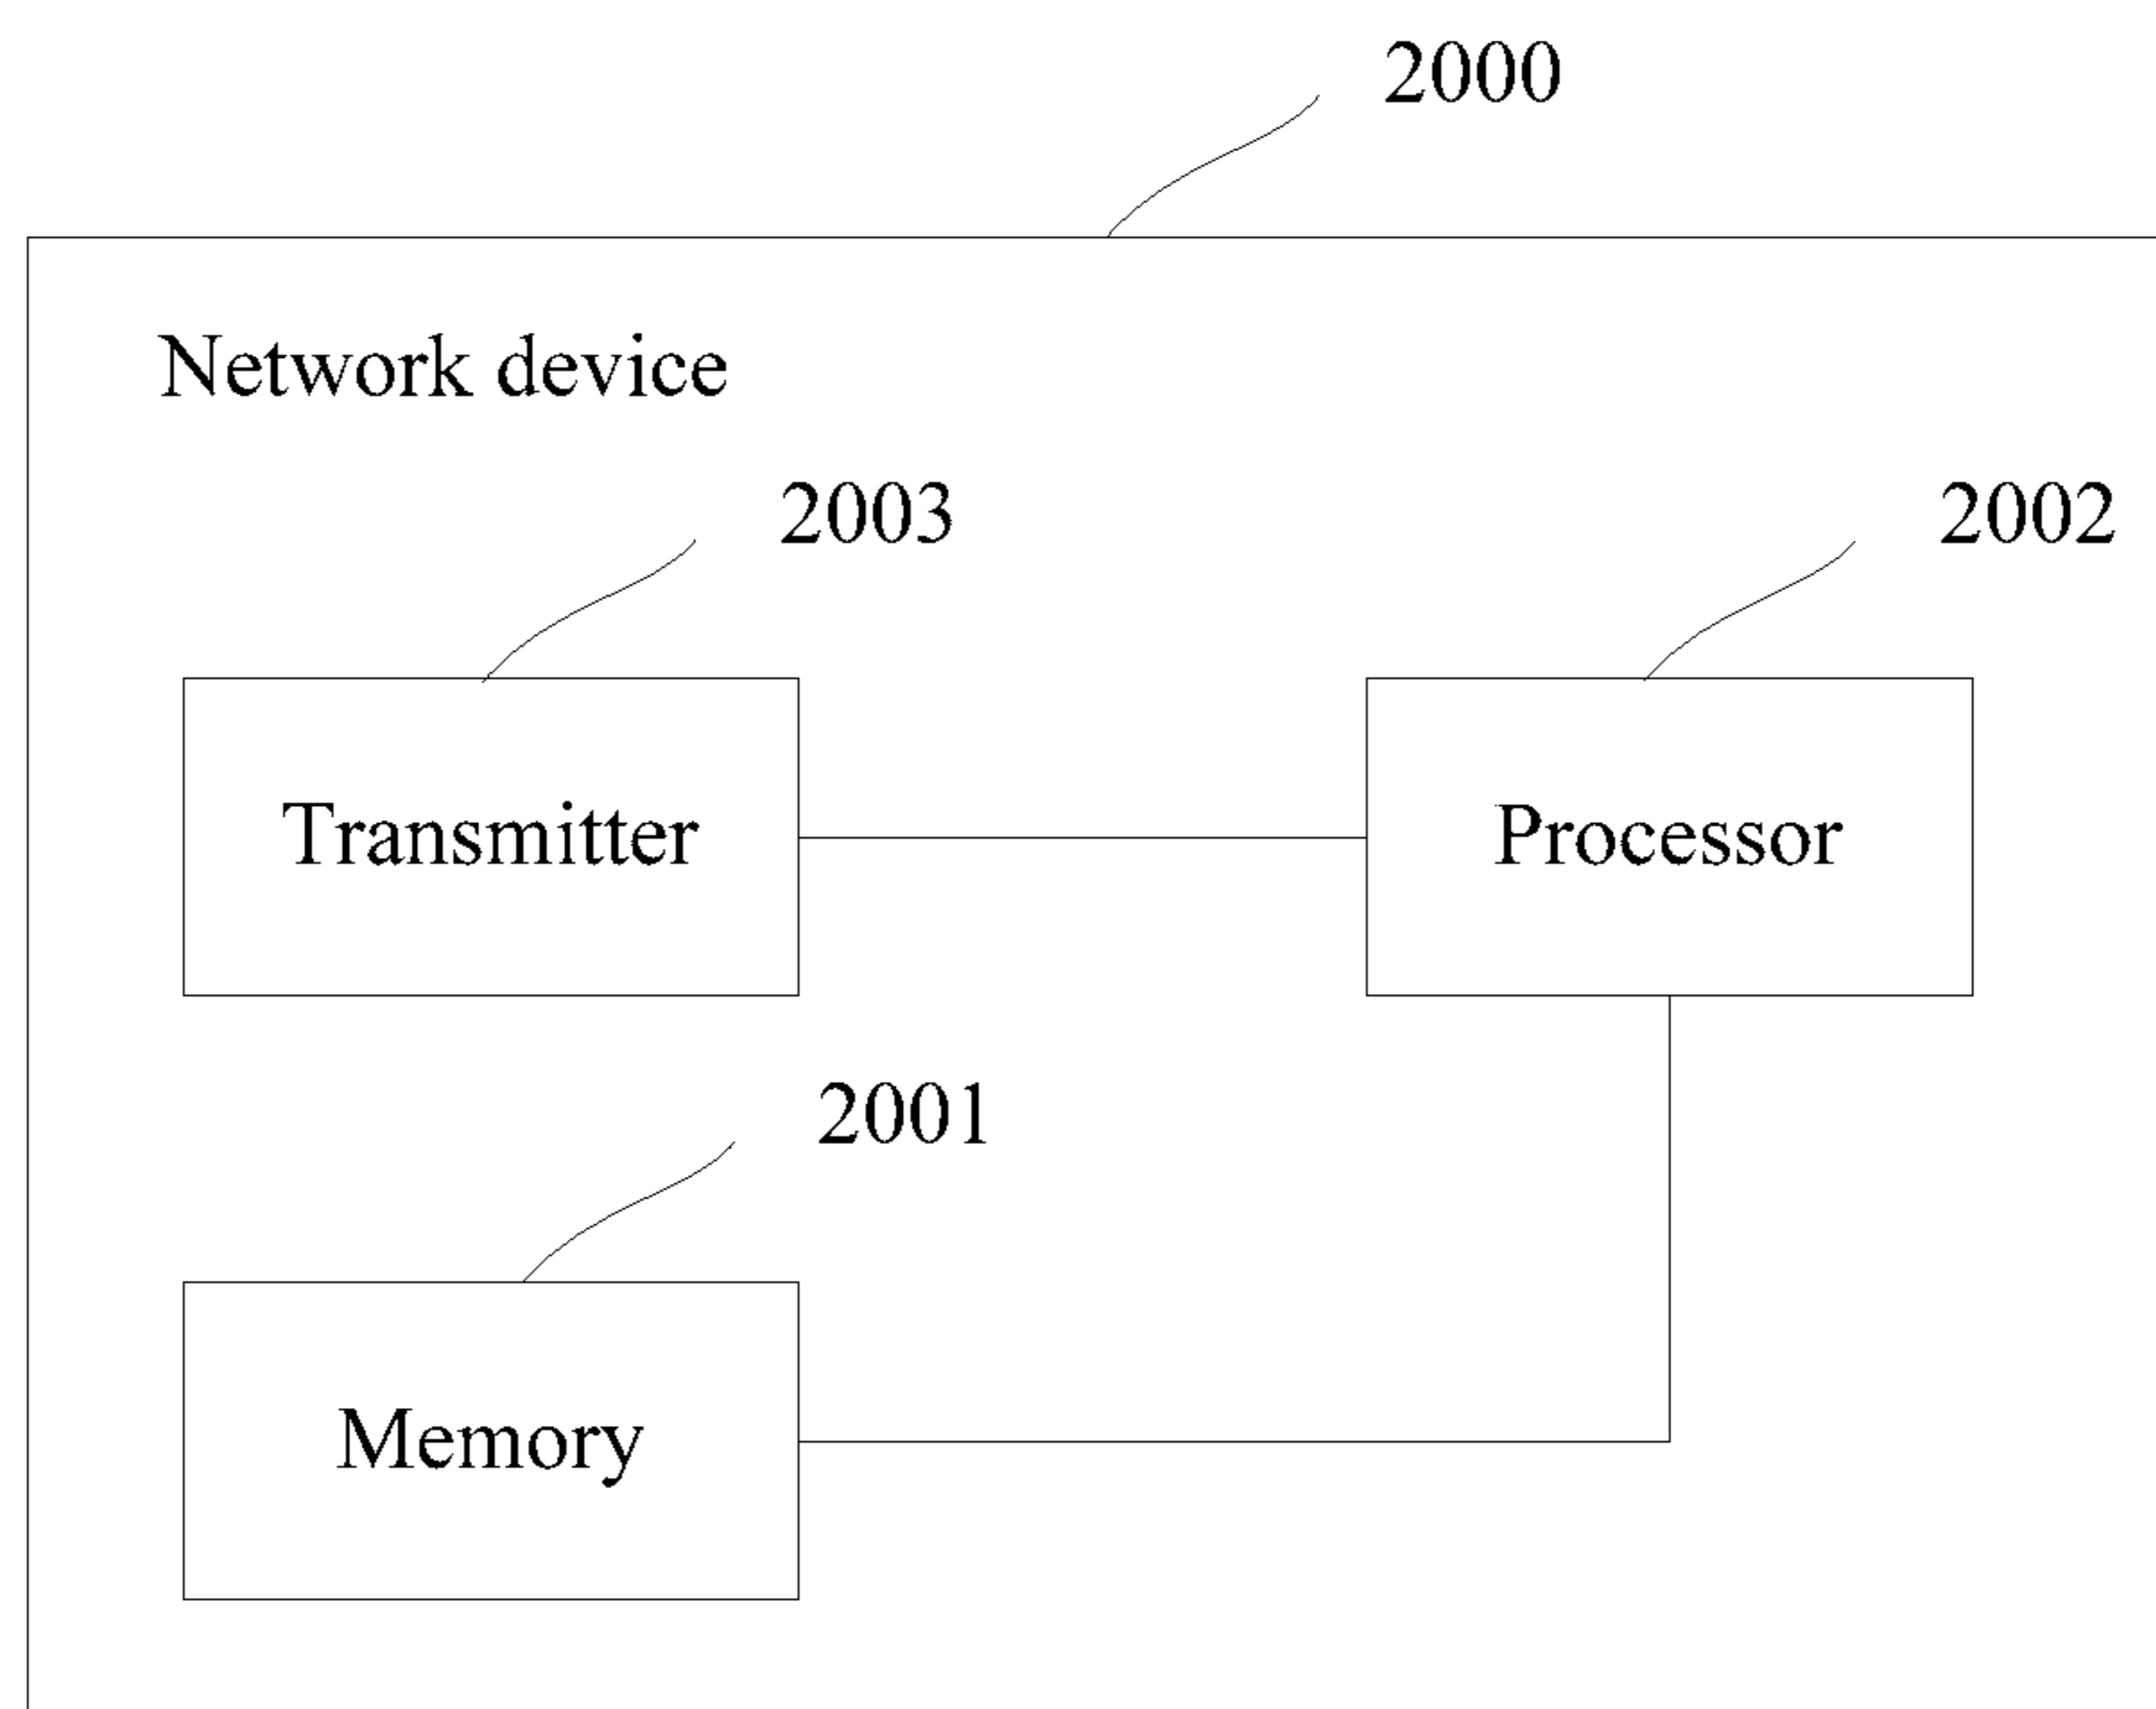 2000
Network device
2003
2002
Transmitter
Processor
2001
Memory